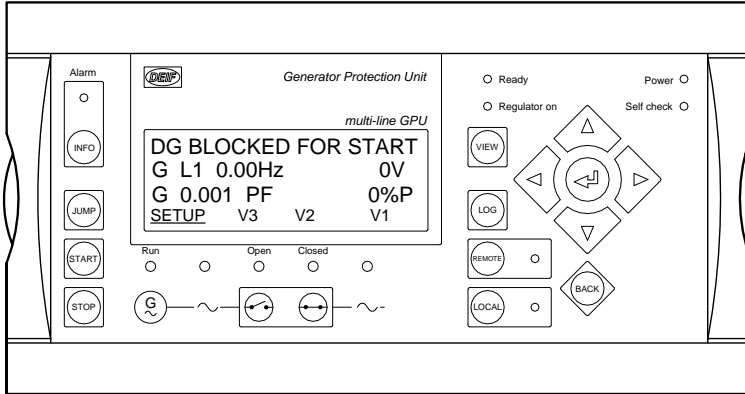 Alarm
INFO
JUMP
START
STOP
DEIF
Generator Protection Unit
multi-line GPU
DG BLOCKED FOR START
G L1 0.00Hz 0V
G 0.001 PF 0%P
SETUP V3 V2 V1
Run Open Closed
G
Ready Power
Regulator on Self check
VIEW
LOG
REMOTE
LOCAL
BACK